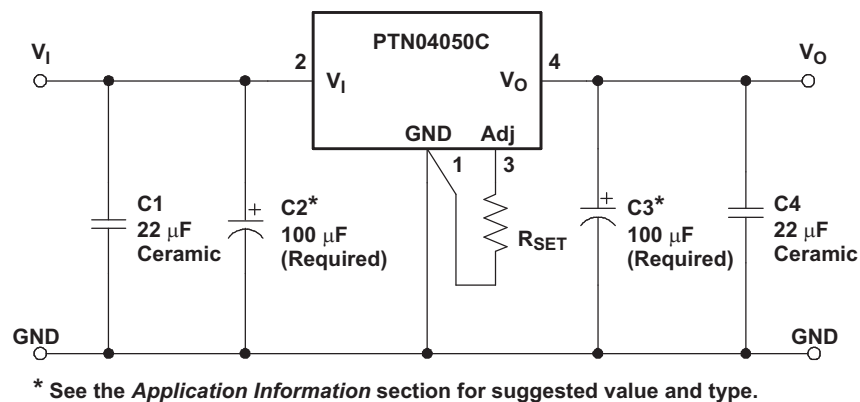 PTN04050C
V_I
2
V_I
V_O
4
V_O
GND
Adj
1
3
C1
22 μF
Ceramic
+
C2*
100 μF
(Required)
R_SET
+
C3*
100 μF
(Required)
C4
22 μF
Ceramic
GND
GND
* See the Application Information section for suggested value and type.